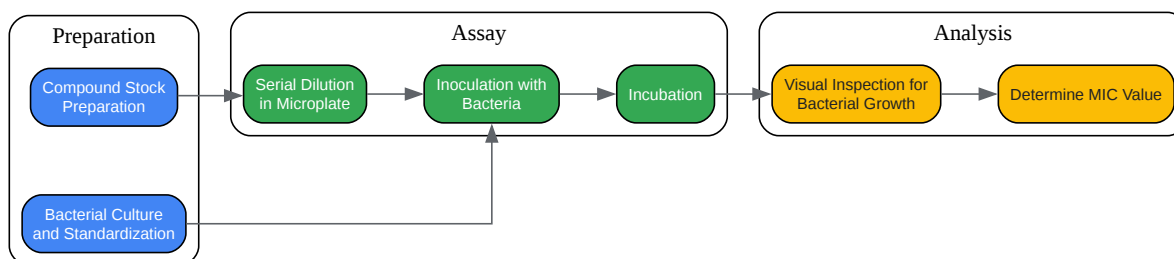 Preparation
Compound Stock
Preparation
Bacterial Culture
and Standardization
Assay
Serial Dilution
in Microplate
Inoculation with
Bacteria
Incubation
Analysis
Visual Inspection for
Bacterial Growth
Determine MIC Value